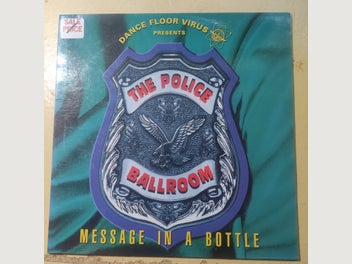 SALE
PRICE
DANCE FLOOR VIRUS
PRESENTS
THE POLICE
BALLROOM
MESSAGE IN A BOTTLE